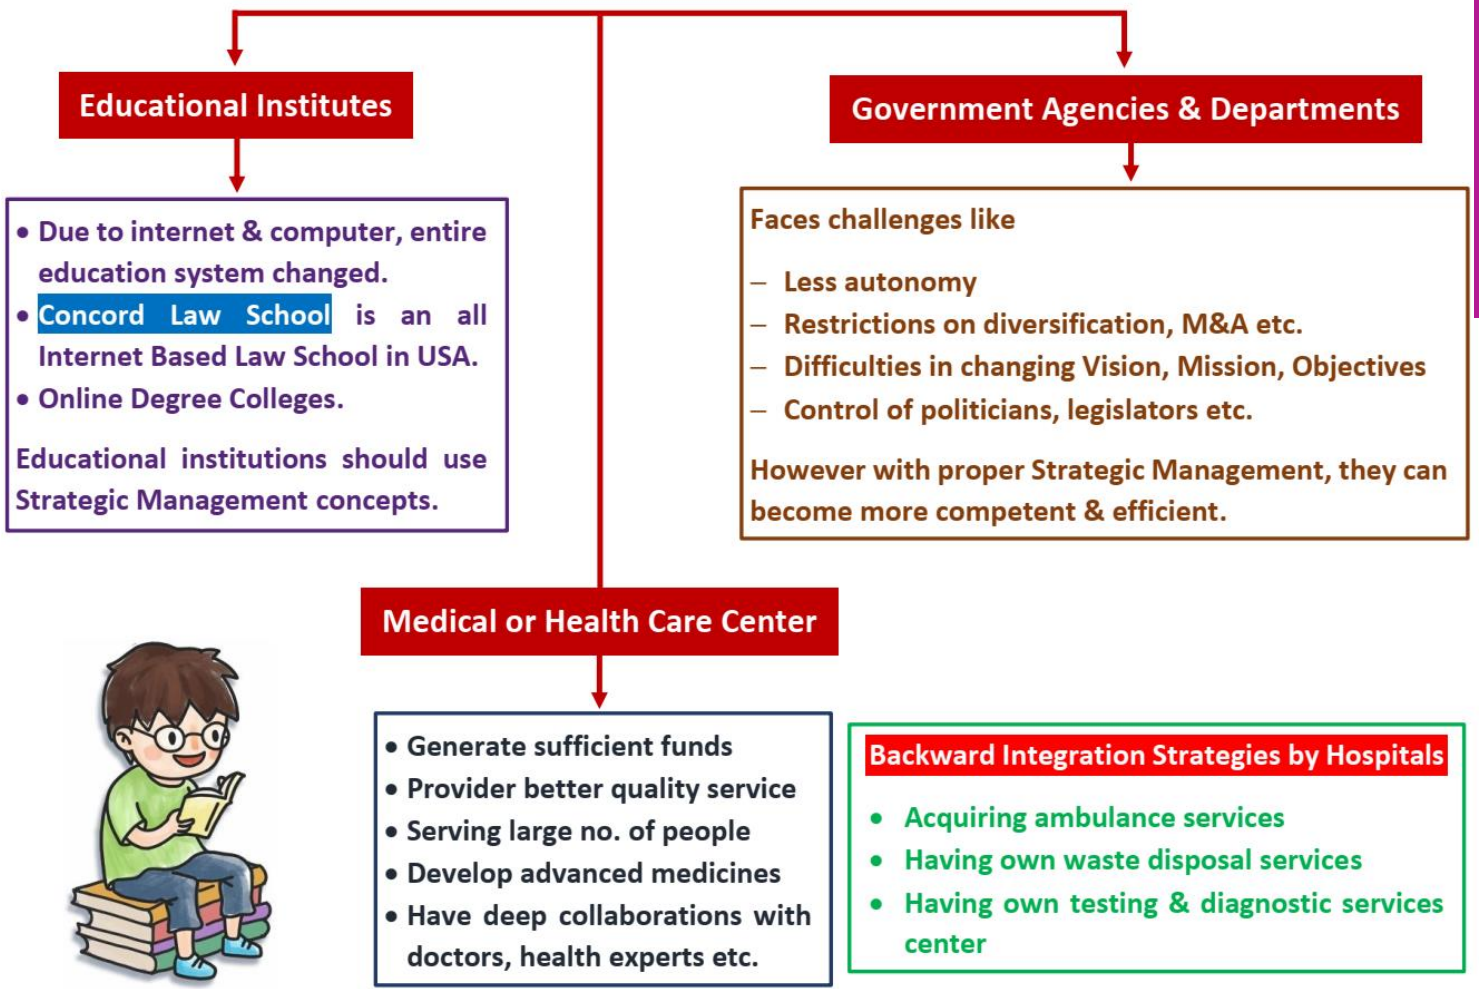 Educational Institutes
• Due to internet & computer, entire
education system changed.
• Concord Law School is an all
Internet Based Law School in USA.
• Online Degree Colleges.
Educational institutions should use
Strategic Management concepts.
Government Agencies & Departments
Faces challenges like
– Less autonomy
– Restrictions on diversification, M&A etc.
– Difficulties in changing Vision, Mission, Objectives
– Control of politicians, legislators etc.
However with proper Strategic Management, they can
become more competent & efficient.
Medical or Health Care Center
• Generate sufficient funds
• Provider better quality service
• Serving large no. of people
• Develop advanced medicines
• Have deep collaborations with
doctors, health experts etc.
Backward Integration Strategies by Hospitals
• Acquiring ambulance services
• Having own waste disposal services
• Having own testing & diagnostic services
center